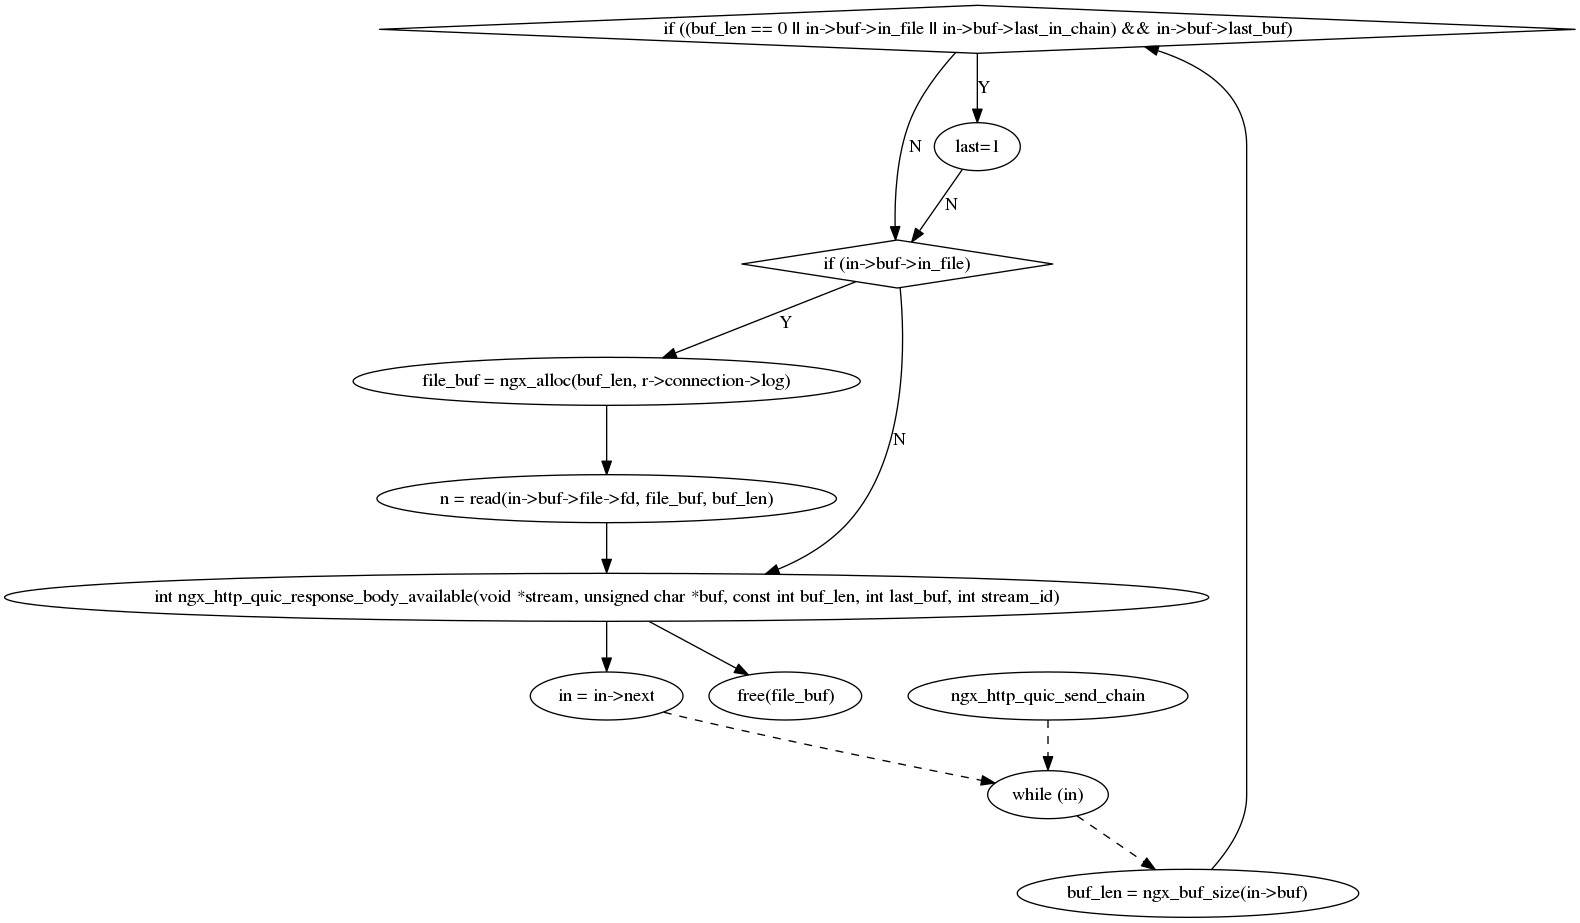 if ((buf_len == 0 || in->buf->in_file || in->buf->last_in_chain) && in->buf->last_buf)
Y
N
last=1
N
if (in->buf->in_file)
Y
file_buf = ngx_alloc(buf_len, r->connection->log)
N
n = read(in->buf->file->fd, file_buf, buf_len)
int ngx_http_quic_response_body_available(void *stream, unsigned char *buf, const int buf_len, int last_buf, int stream_id)
in = in->next
free(file_buf)
ngx_http_quic_send_chain
while (in)
buf_len = ngx_buf_size(in->buf)